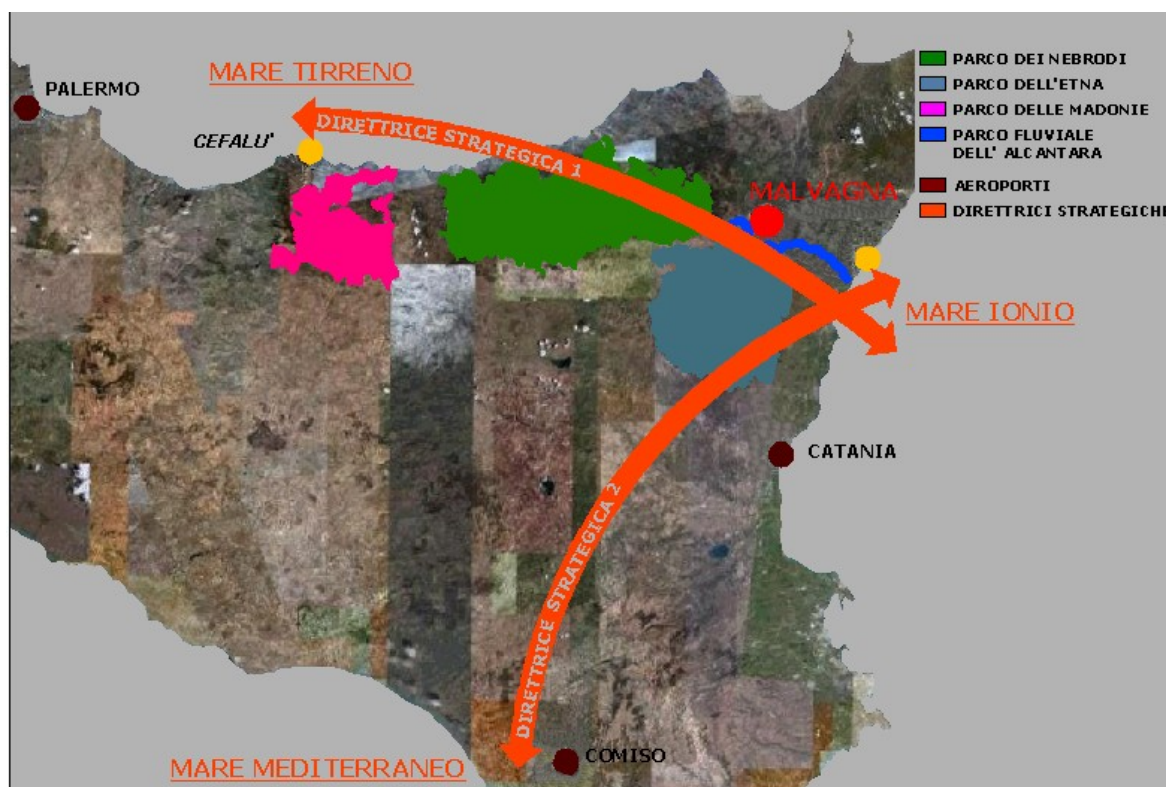 MARE TIRRENO
PALERMO
CEFALU'
DIRETTRICE STRATEGICA 1
MALVAGNA
PARCO DEI NEBRODI
PARCO DELL'ETNA
PARCO DELLE MADONIE
PARCO FLUVIALE
DELL' ALCANTARA
AEROPORTI
DIRETTRICI STRATEGICHE
MARE IONIO
CATANIA
DIRETTRICE STRATEGICA 2
COMISO
MARE MEDITERRANEO